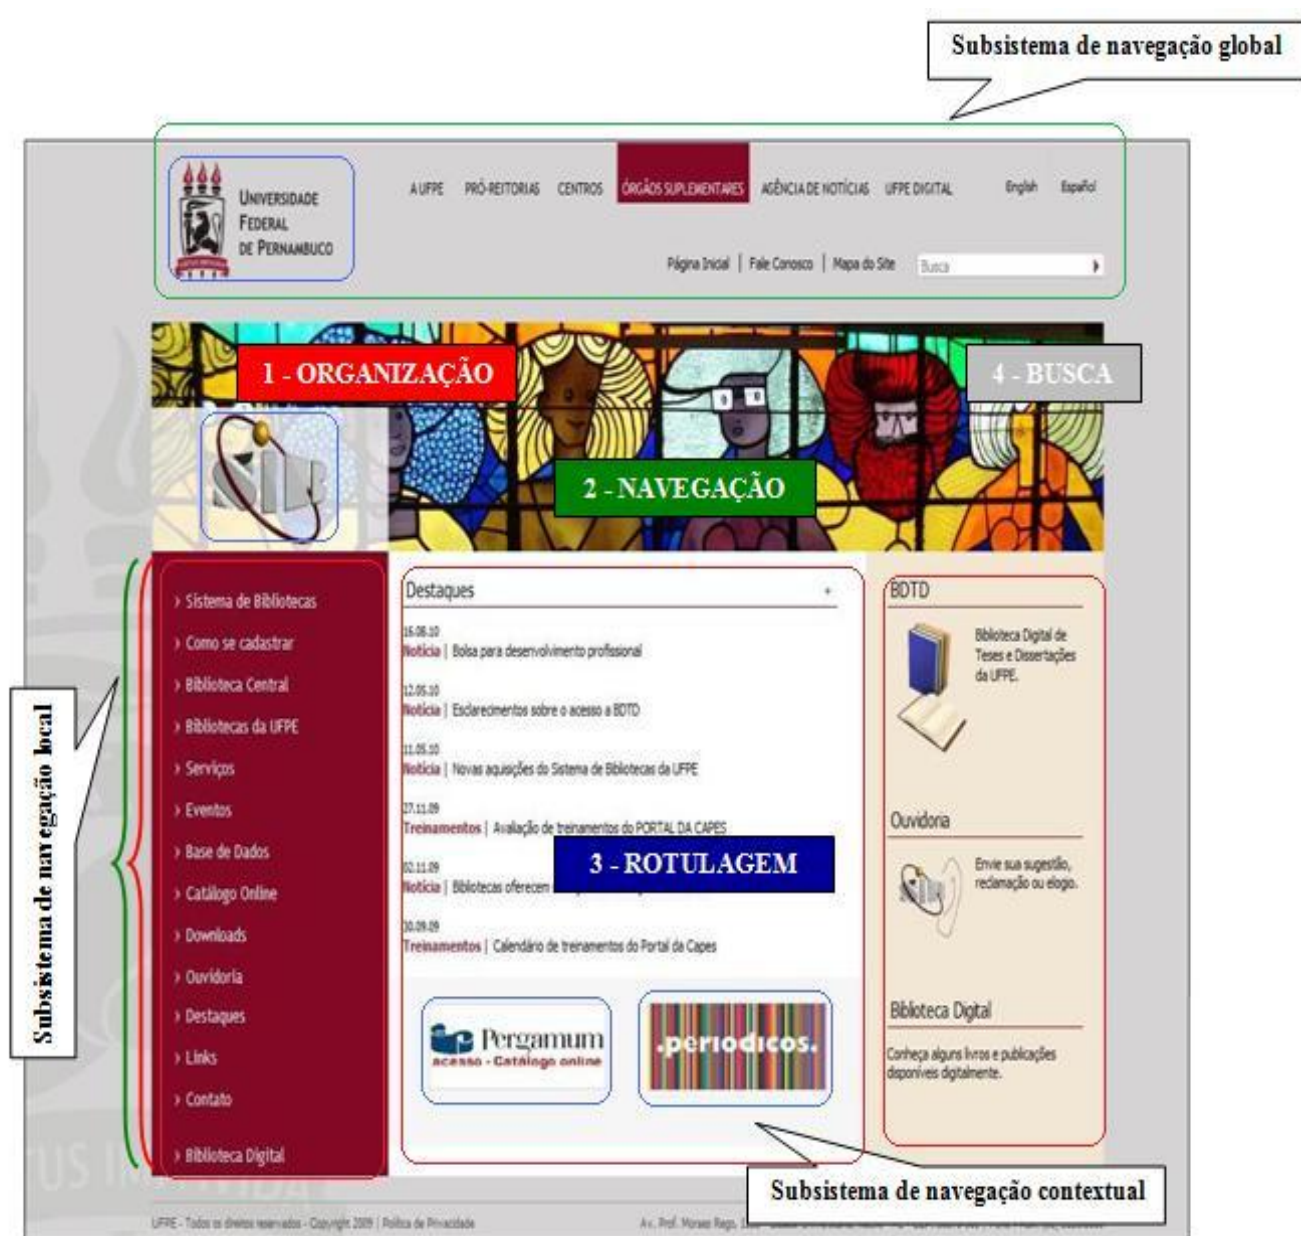 Subsistema de navegação global
UNIVERSIDADE
FEDERAL
DE PERNAMBUCO
A UFPE PRÓ-REITORIAS CENTROS ÓRGÃOS SUPLEMENTARES AGÊNCIA DE NOTÍCIAS UFPE DIGITAL English Español
Página Inicial | Fale Conosco | Mapa do Site Busca
1 - ORGANIZAÇÃO
4 - BUSCA
2 - NAVEGAÇÃO
SIB
Subsistema de navegação local
› Sistema de Bibliotecas
› Como se cadastrar
› Biblioteca Central
› Bibliotecas da UFPE
› Serviços
› Eventos
› Base de Dados
› Catálogo Online
› Downloads
› Ouvidoria
› Destaques
› Links
› Contato
› Biblioteca Digital
Destaques +
Notícia | Bolsa para desenvolvimento profissional
12.05.10
Notícia | Esclarecimentos sobre o acesso a BDTD
11.05.10
Notícia | Novas aquisições do Sistema de Bibliotecas da UFPE
27.11.09
Treinamentos | Avaliação de treinamentos do PORTAL DA CAPES
02.11.09
Notícia | Bibliotecas oferecem
3 - ROTULAGEM
Treinamentos | Calendário de treinamentos do Portal da Capes
Pergamum
acesso - Catálogo online
.periodicos.
BDTD
Biblioteca Digital de
Teses e Dissertações
da UFPE.
Ouvidoria
Envie sua sugestão,
reclamação ou elogio.
Biblioteca Digital
Conheça alguns livros e publicações
disponíveis digitalmente.
Subsistema de navegação contextual
UFPE - Todos os direitos reservados - Copyright 2009 | Política de Privacidade
Av. Prof. Moraes Rego,